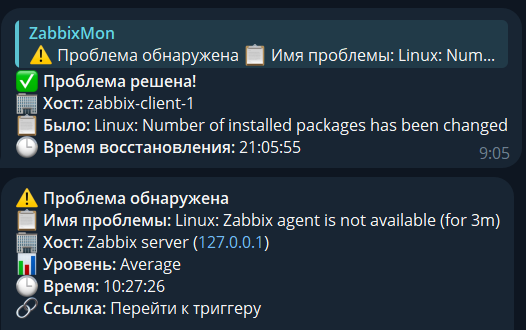 ZabbixMon
⚠️ Проблема обнаружена 📋 Имя проблемы: Linux: Num...
✅ Проблема решена!
🏢 Хост: zabbix-client-1
📋 Было: Linux: Number of installed packages has been changed
🕒 Время восстановления: 21:05:55
9:05
⚠️ Проблема обнаружена
📋 Имя проблемы: Linux: Zabbix agent is not available (for 3m)
🏢 Хост: Zabbix server (127.0.0.1)
📊 Уровень: Average
🕒 Время: 10:27:26
🔗 Ссылка: Перейти к триггеру